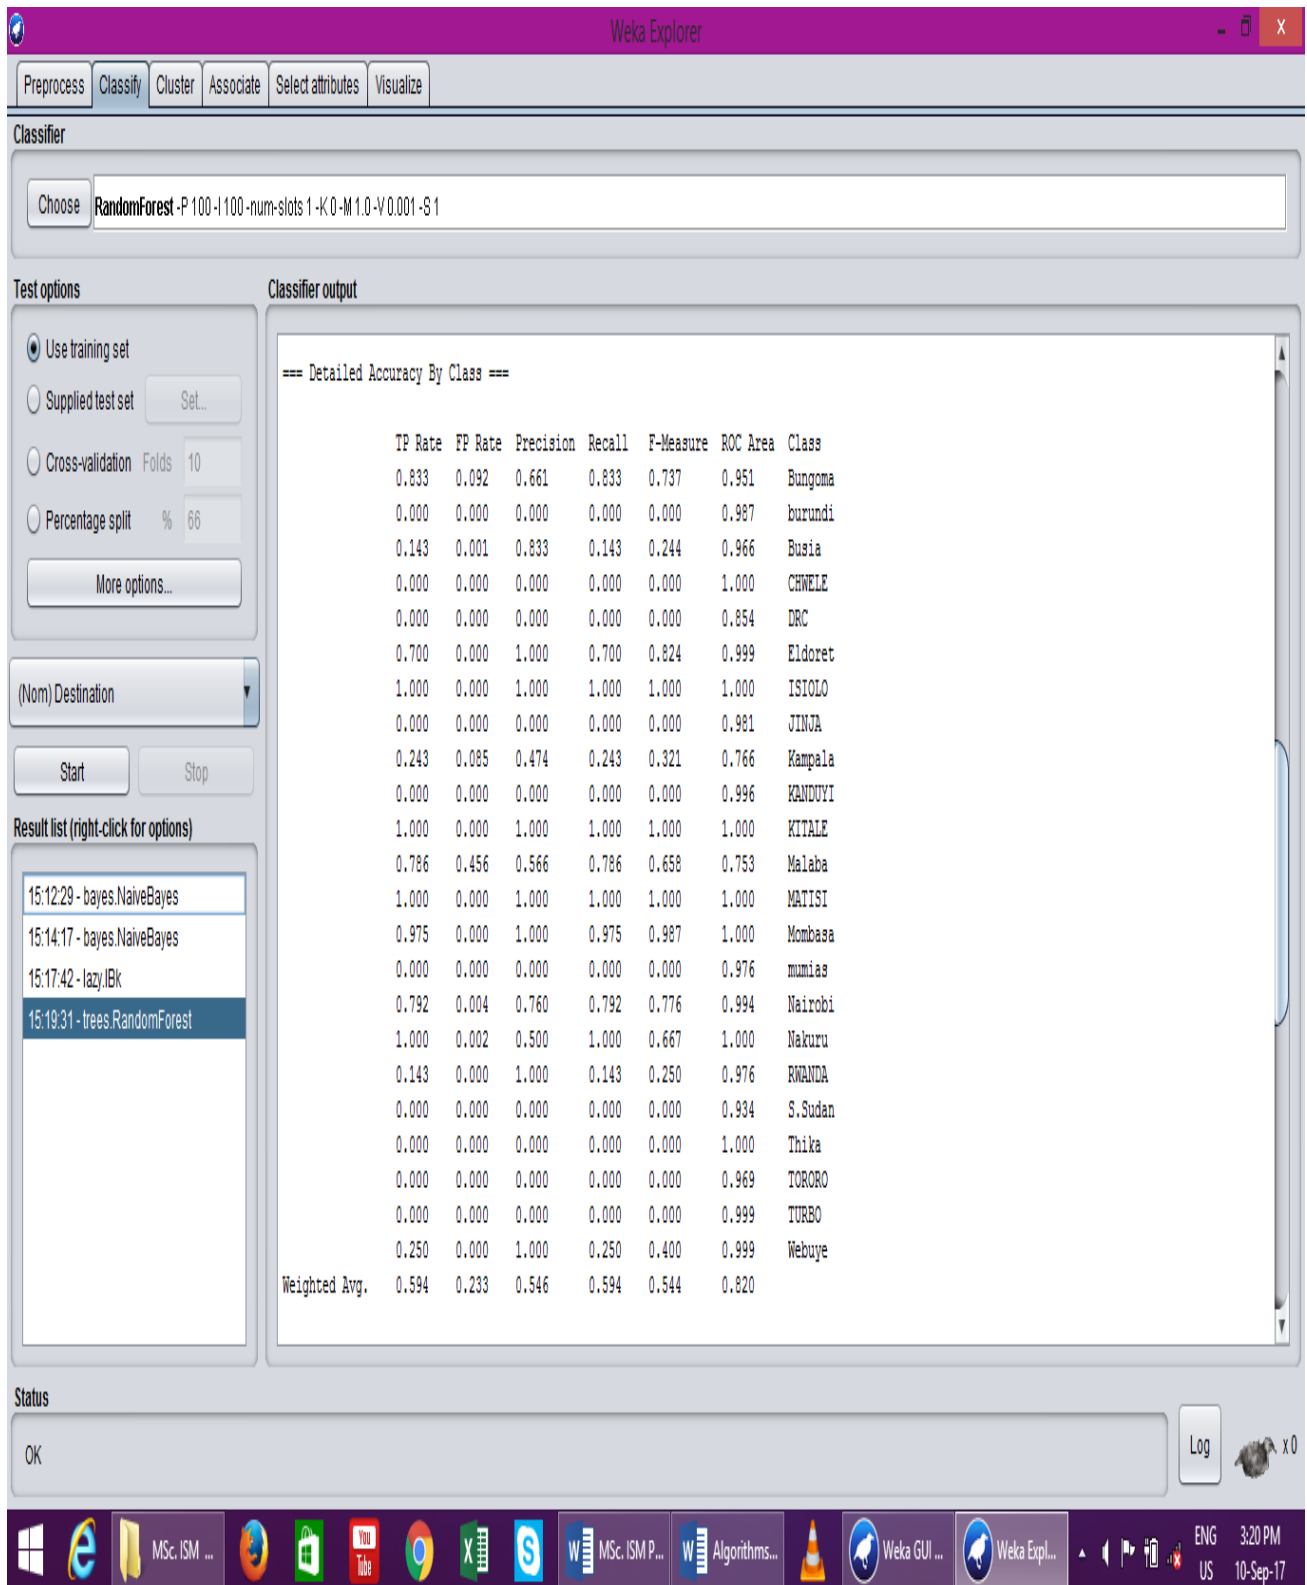 Weka Explorer
X
Preprocess Classify Cluster Associate Select attributes Visualize
Classifier
Choose RandomForest -P 100 -I 100 -num-slots 1 -K 0 -M 1.0 -V 0.001 -S 1
Test options
Use training set
Supplied test set Set...
Cross-validation Folds 10
Percentage split % 66
More options...
(Nom) Destination
Start Stop
Result list (right-click for options)
15:12:29 - bayes.NaiveBayes
15:14:17 - bayes.NaiveBayes
15:17:42 - lazy.IBk
15:19:31 - trees.RandomForest
Classifier output
=== Detailed Accuracy By Class ===
TP Rate FP Rate Precision Recall F-Measure ROC Area Class
0.833 0.092 0.661 0.833 0.737 0.951 Bungoma
0.000 0.000 0.000 0.000 0.000 0.987 burundi
0.143 0.001 0.833 0.143 0.244 0.966 Busia
0.000 0.000 0.000 0.000 0.000 1.000 CHWELE
0.000 0.000 0.000 0.000 0.000 0.854 DRC
0.700 0.000 1.000 0.700 0.824 0.999 Eldoret
1.000 0.000 1.000 1.000 1.000 1.000 ISIOLO
0.000 0.000 0.000 0.000 0.000 0.981 JINJA
0.243 0.085 0.474 0.243 0.321 0.766 Kampala
0.000 0.000 0.000 0.000 0.000 0.996 KANDUYI
1.000 0.000 1.000 1.000 1.000 1.000 KITALE
0.786 0.456 0.566 0.786 0.658 0.753 Malaba
1.000 0.000 1.000 1.000 1.000 1.000 MATISI
0.975 0.000 1.000 0.975 0.987 1.000 Mombasa
0.000 0.000 0.000 0.000 0.000 0.976 mumias
0.792 0.004 0.760 0.792 0.776 0.994 Nairobi
1.000 0.002 0.500 1.000 0.667 1.000 Nakuru
0.143 0.000 1.000 0.143 0.250 0.976 RWANDA
0.000 0.000 0.000 0.000 0.000 0.934 S.Sudan
0.000 0.000 0.000 0.000 0.000 1.000 Thika
0.000 0.000 0.000 0.000 0.000 0.969 TORORO
0.000 0.000 0.000 0.000 0.000 0.999 TURBO
0.250 0.000 1.000 0.250 0.400 0.999 Webuye
Weighted Avg. 0.594 0.233 0.546 0.594 0.544 0.820
Status
OK
Log
x 0
MSc. ISM ...
You Tube
MSc. ISM P...
Algorithms...
Weka GUI ...
Weka Expl...
ENG
US
3:20 PM
10-Sep-17